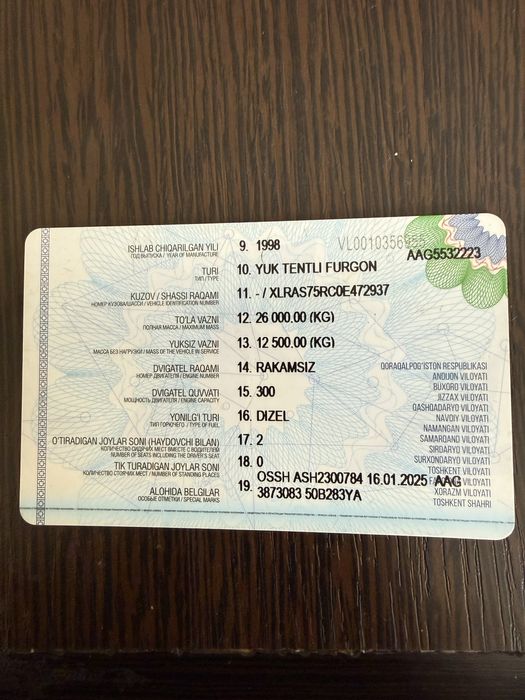 VL0010356955
AAG5532223
ISHLAB CHIQARILGAN YILI 9. 1998
ГОД ВЫПУСКА / YEAR OF MANUFACTURE
TURI 10. YUK TENTLI FURGON
ТИП / TYPE
KUZOV / SHASSI RAQAMI 11. - / XLRAS75RC0E472937
НОМЕР КУЗОВА/ШАССИ / VEHICLE IDENTIFICATION NUMBER
TO'LA VAZNI 12. 26 000.00 (KG)
ПОЛНАЯ МАССА / MAXIMUM MASS
YUKSIZ VAZNI 13. 12 500.00 (KG)
МАССА БЕЗ НАГРУЗКИ / MASS OF THE VEHICLE IN SERVICE
DVIGATEL RAQAMI 14. RAKAMSIZ
НОМЕР ДВИГАТЕЛЯ / ENGINE NUMBER
DVIGATEL QUVVATI 15. 300
МОЩНОСТЬ ДВИГАТЕЛЯ / ENGINE CAPACITY
YONILG'I TURI 16. DIZEL
ТИП ГОРЮЧЕГО / TYPE OF FUEL
O'TIRADIGAN JOYLAR SONI (HAYDOVCHI BILAN) 17. 2
КОЛИЧЕСТВО СИДЯЧИХ МЕСТ ВМЕСТЕ С ВОДИТЕЛЕМ
NUMBER OF SEATS INCLUDING THE DRIVER'S SEAT
TIK TURADIGAN JOYLAR SONI 18. 0
КОЛИЧЕСТВО СТОЯЧИХ МЕСТ / NUMBER OF STANDING PLACES
ALOHIDA BELGILAR 19. OSSH ASH2300784 16.01.2025 AAG
ОСОБЫЕ ОТМЕТКИ / SPECIAL MARKS
3873083 50B283YA
QORAQALPOG'ISTON RESPUBLIKASI
ANDIJON VILOYATI
BUXORO VILOYATI
JIZZAX VILOYATI
QASHQADARYO VILOYATI
NAVOIY VILOYATI
NAMANGAN VILOYATI
SAMARQAND VILOYATI
SIRDARYO VILOYATI
SURXONDARYO VILOYATI
TOSHKENT VILOYATI
VILOYATI
XORAZM VILOYATI
TOSHKENT SHAHRI